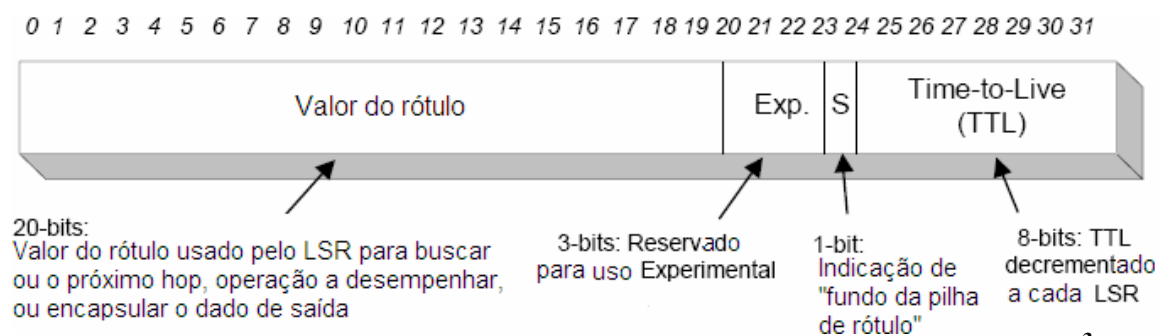 0 1 2 3 4 5 6 7 8 9 10 11 12 13 14 15 16 17 18 19 20 21 22 23 24 25 26 27 28 29 30 31
Valor do rótulo
Exp.
S
Time-to-Live
(TTL)
20-bits:
Valor do rótulo usado pelo LSR para buscar
ou o próximo hop, operação a desempenhar,
ou encapsular o dado de saída
3-bits: Reservado
para uso Experimental
1-bit:
Indicação de
"fundo da pilha
de rótulo"
8-bits: TTL
decrementado
a cada LSR